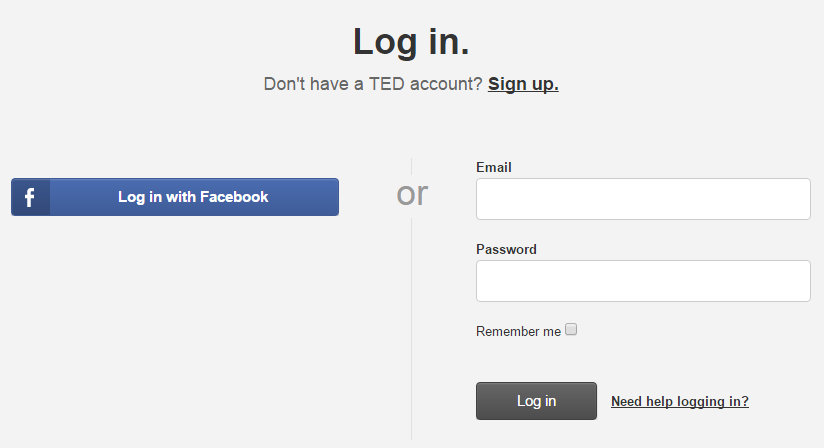 Log in.
Don't have a TED account? Sign up.
f Log in with Facebook
or
Email
Password
Remember me
Log in Need help logging in?